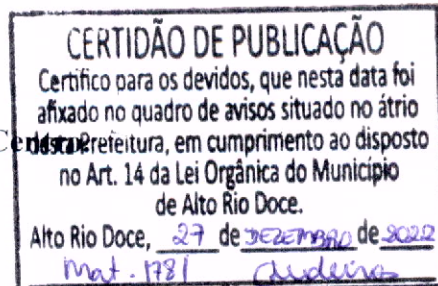 CERTIDÃO DE PUBLICAÇÃO
Certifico para os devidos, que nesta data foi
afixado no quadro de avisos situado no átrio
desta Prefeitura, em cumprimento ao disposto
no Art. 14 da Lei Orgânica do Município
de Alto Rio Doce.
Alto Rio Doce, 27 de DEZEMBRO de 2022
Mat. 1781